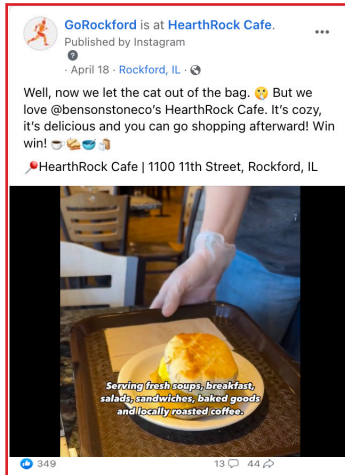 GoRockford is at HearthRock Cafe.
Published by Instagram
?
· April 18 · Rockford, IL ·
Well, now we let the cat out of the bag. 🤫 But we
love @bensonstoneco's HearthRock Cafe. It's cozy,
it's delicious and you can go shopping afterward! Win
win! ☕🥪🥣🍞
📍HearthRock Cafe | 1100 11th Street, Rockford, IL
Serving fresh soups, breakfast,
salads, sandwiches, baked goods
and locally roasted coffee.
349 13 44